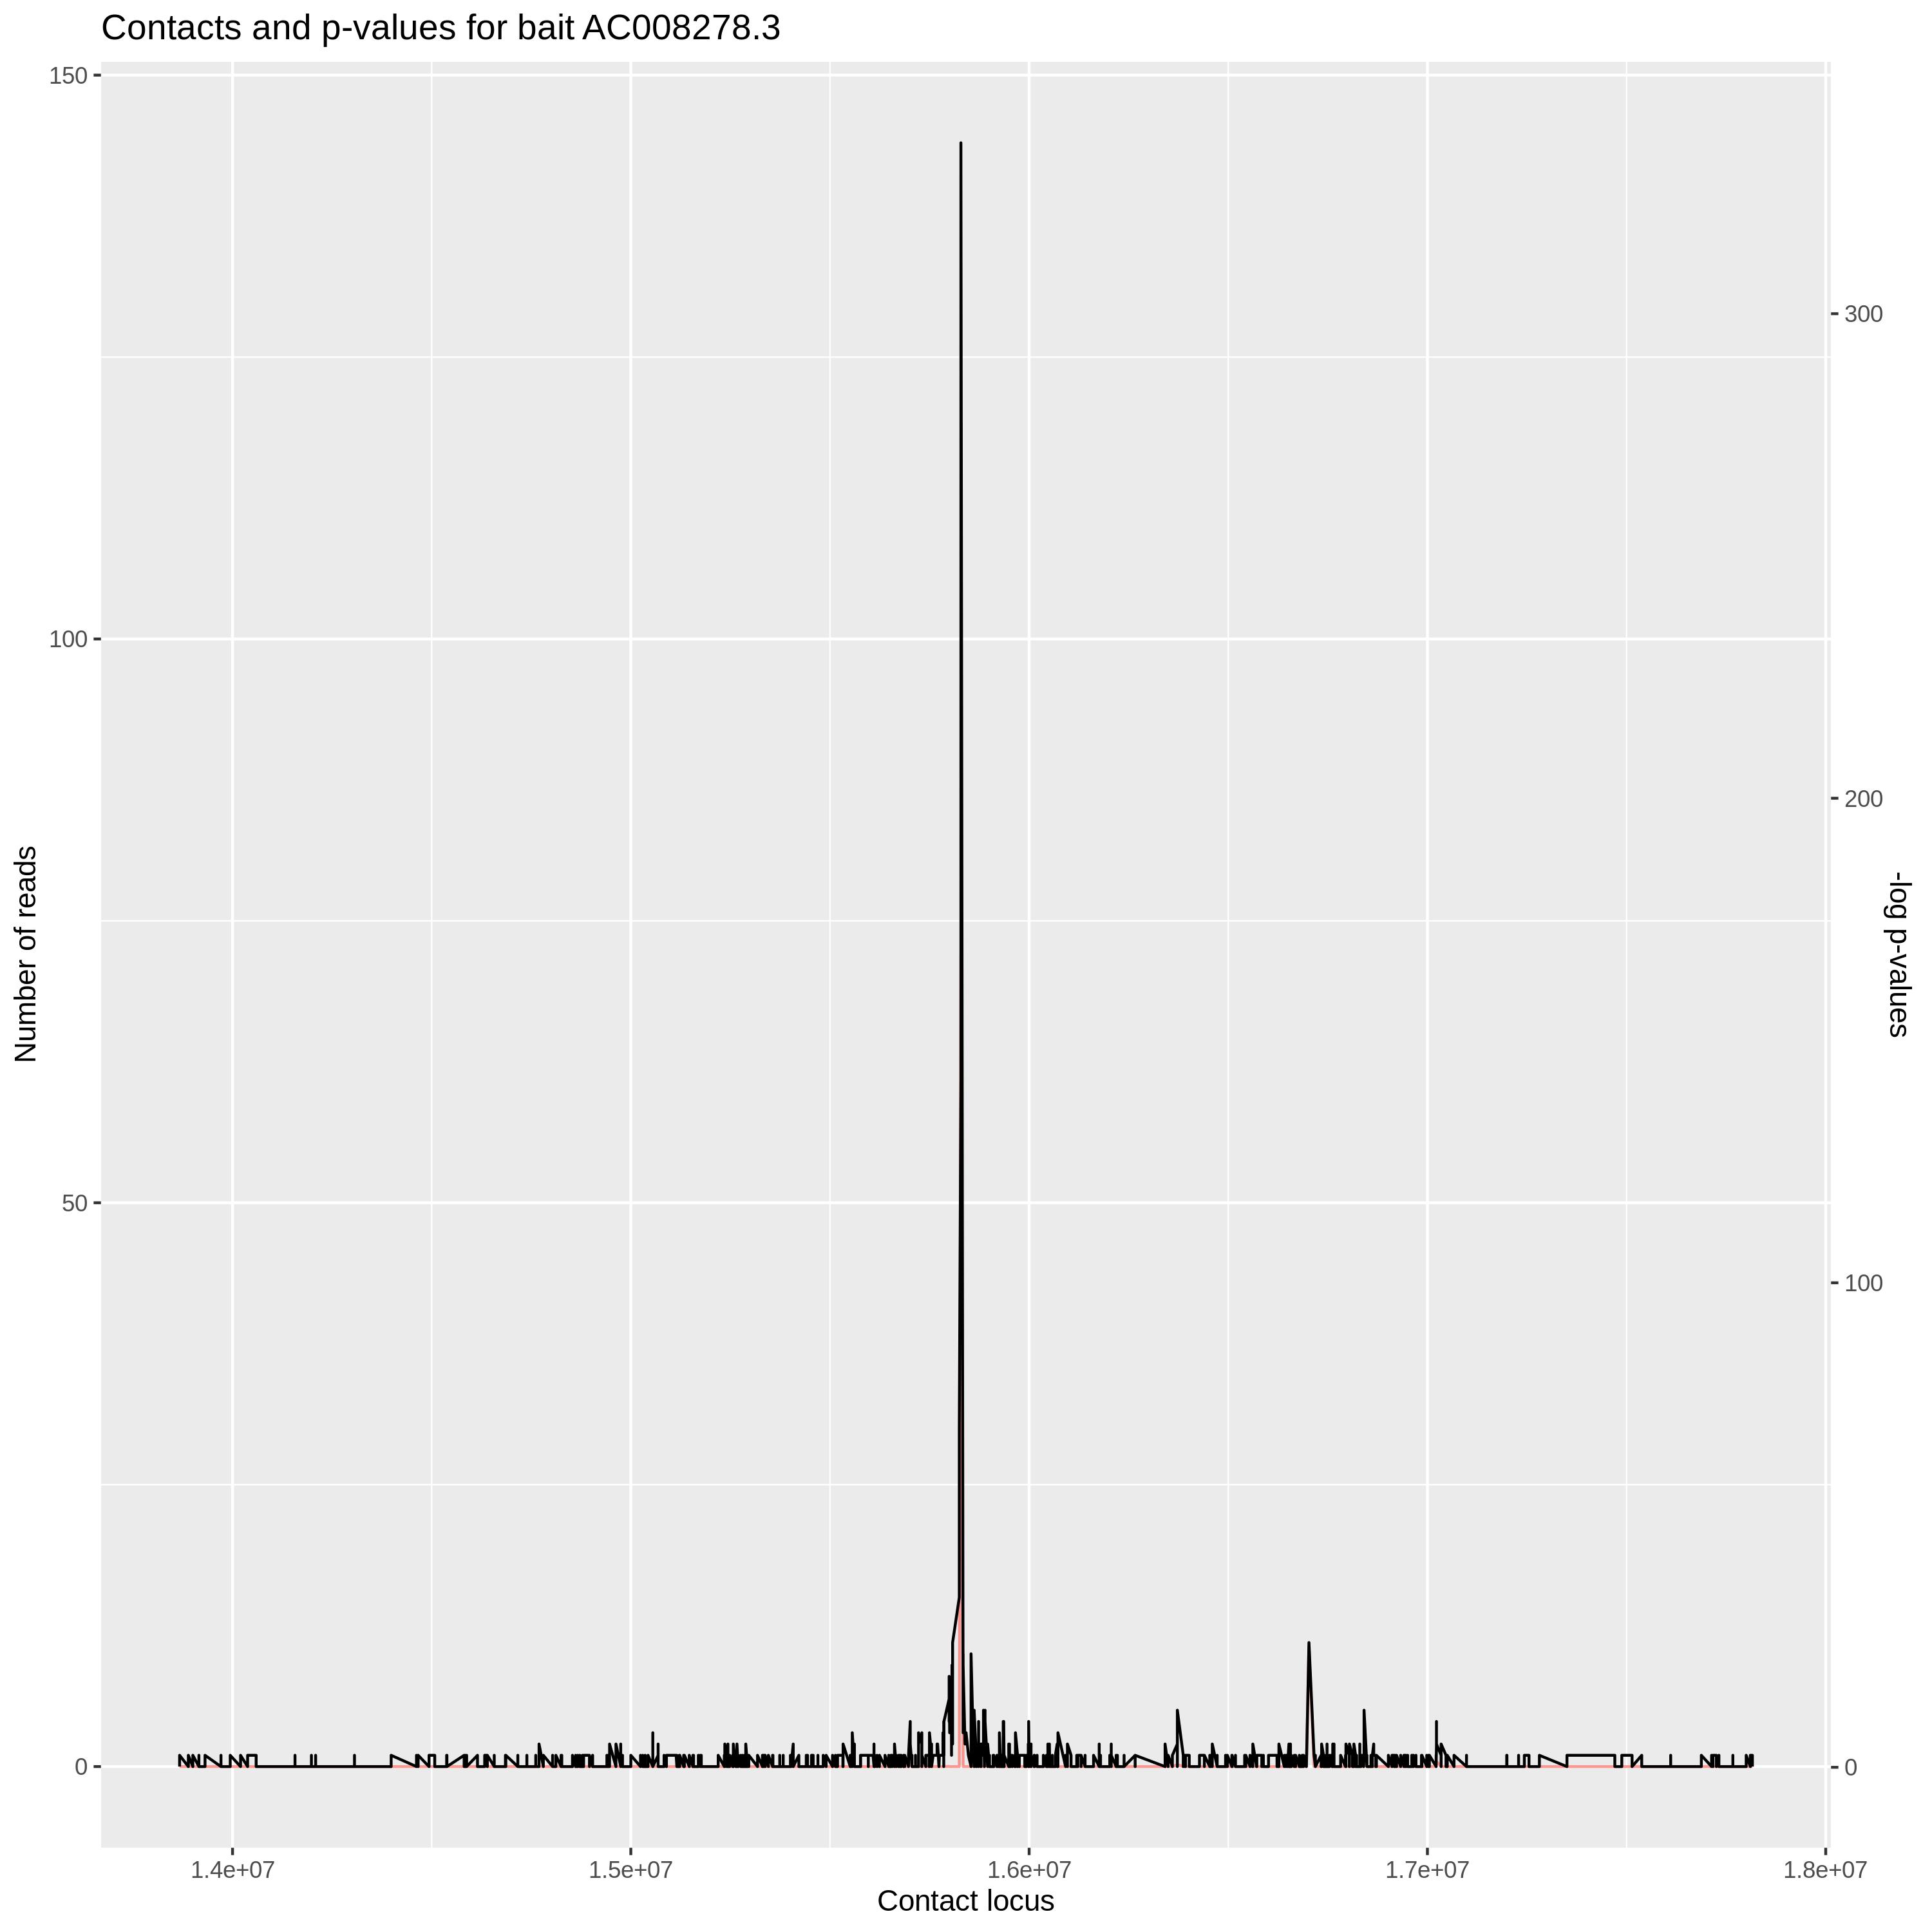 Contacts and p-values for bait AC008278.3
150
100
50
0
Number of reads
300
200
100
0
-log p-values
1.4e+07
1.5e+07
1.6e+07
1.7e+07
1.8e+07
Contact locus